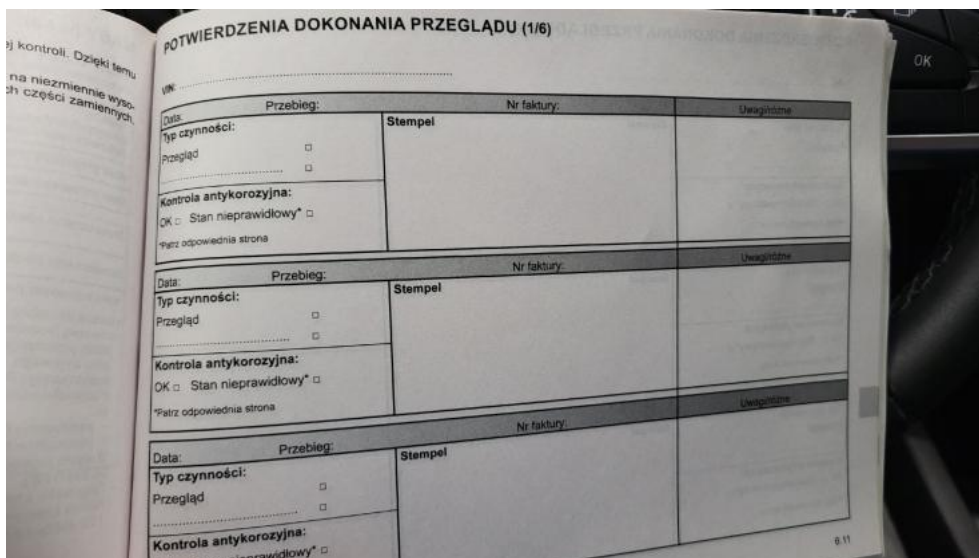 ej kontroli. Dzięki temu
na niezmiennie wyso-
ch części zamiennych.
POTWIERDZENIA DOKONANIA PRZEGLĄDU (1/6)
VIN:
Data: Przebieg: Nr faktury: Uwagi/różne
Typ czynności: Stempel
Przegląd □
□
Kontrola antykorozyjna:
OK □ Stan nieprawidłowy* □
*Patrz odpowiednia strona
Data: Przebieg: Nr faktury: Uwagi/różne
Typ czynności: Stempel
Przegląd □
□
Kontrola antykorozyjna:
OK □ Stan nieprawidłowy* □
*Patrz odpowiednia strona
Data: Przebieg: Nr faktury: Uwagi/różne
Typ czynności: Stempel
Przegląd □
□
Kontrola antykorozyjna:
nieprawidłowy* □
6.11
OK